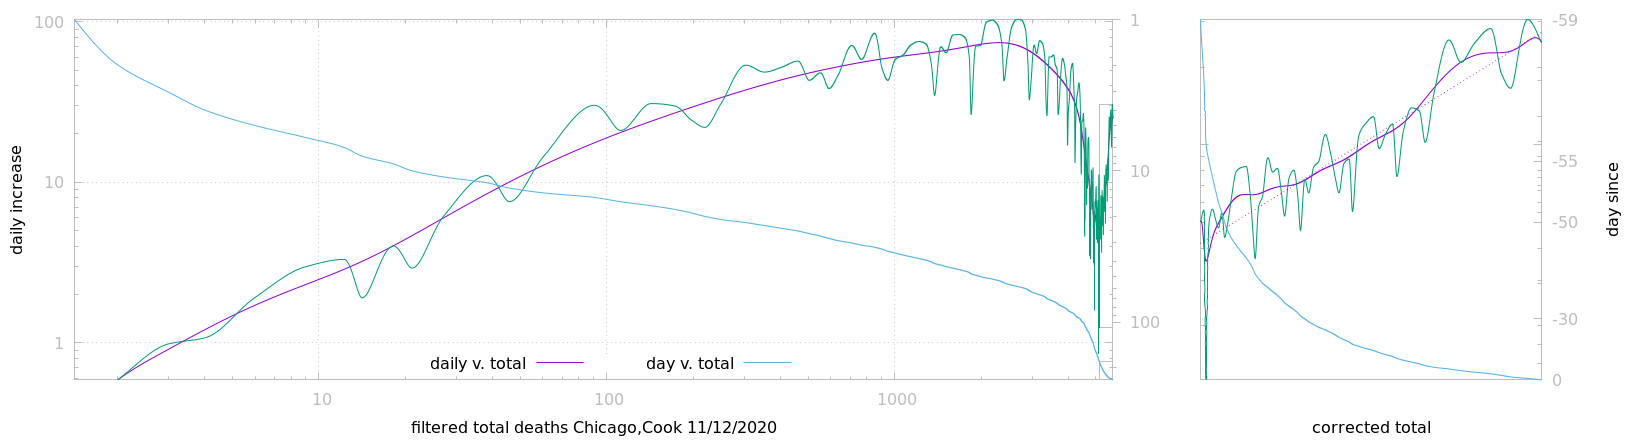 daily increase
100
10
1
10
100
1000
1
10
100
daily v. total
day v. total
filtered total deaths Chicago,Cook 11/12/2020
-59
-55
-50
-30
0
day since
corrected total